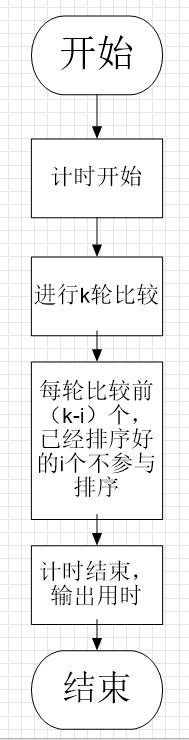 开始
计时开始
进行k轮比较
每轮比较前
（k-i）个，
已经排序好
的i个不参与
排序
计时结束，
输出用时
结束